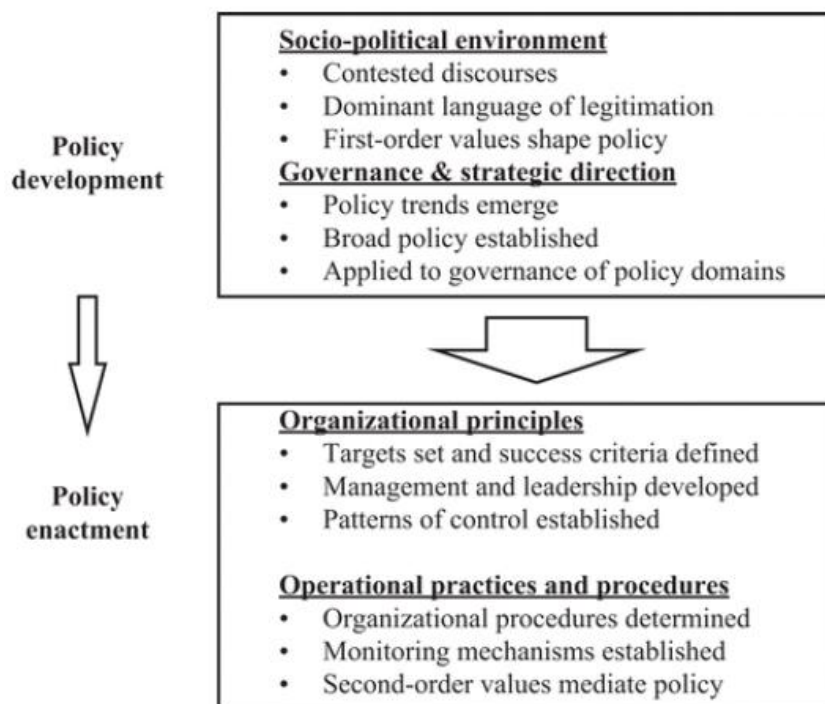 Socio-political environment
• Contested discourses
• Dominant language of legitimation
• First-order values shape policy
Policy
development
Governance & strategic direction
• Policy trends emerge
• Broad policy established
• Applied to governance of policy domains
Organizational principles
• Targets set and success criteria defined
• Management and leadership developed
• Patterns of control established
Policy
enactment
Operational practices and procedures
• Organizational procedures determined
• Monitoring mechanisms established
• Second-order values mediate policy